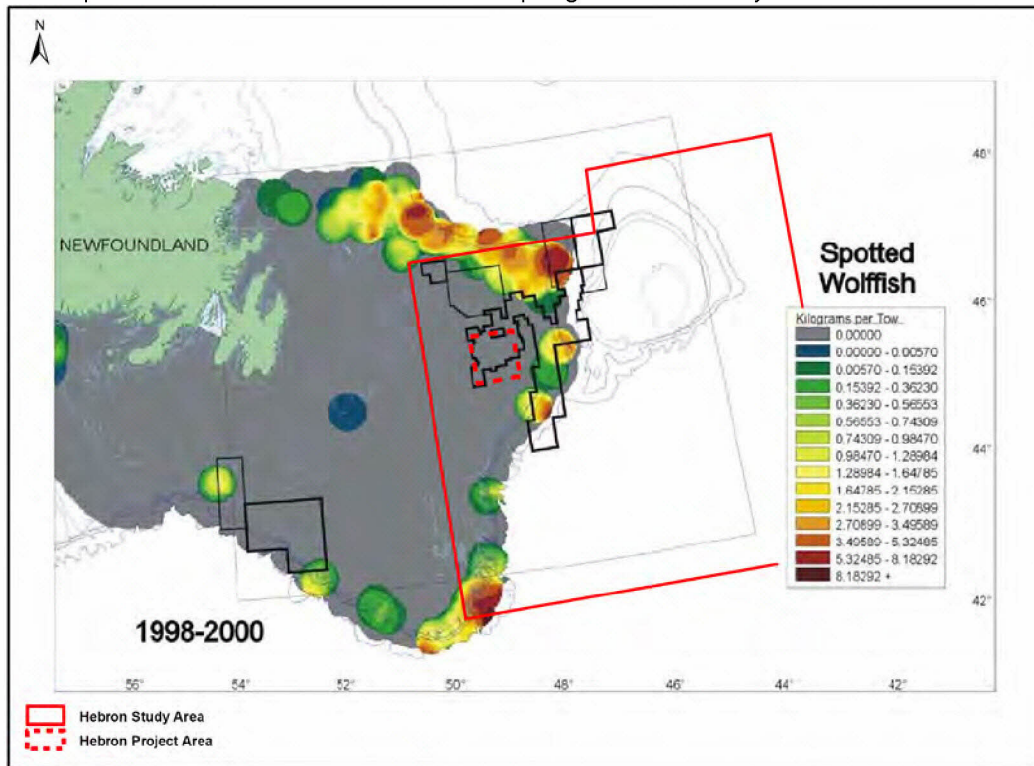 N
48°
NEWFOUNDLAND
Spotted
Wolffish
46°
Kilograms per Tow
0.00000
0.00000 - 0.00570
0.00570 - 0.15392
0.15392 - 0.36230
0.36230 - 0.56553
0.56553 - 0.74309
0.74309 - 0.98470
0.98470 - 1.28984
1.28984 - 1.64785
1.64785 - 2.15285
2.15285 - 2.70899
2.70899 - 3.49589
3.49589 - 5.32485
5.32485 - 8.18292
8.18292 +
44°
42°
1998-2000
56° 54° 52° 50° 48° 46° 44° 42°
Hebron Study Area
Hebron Project Area